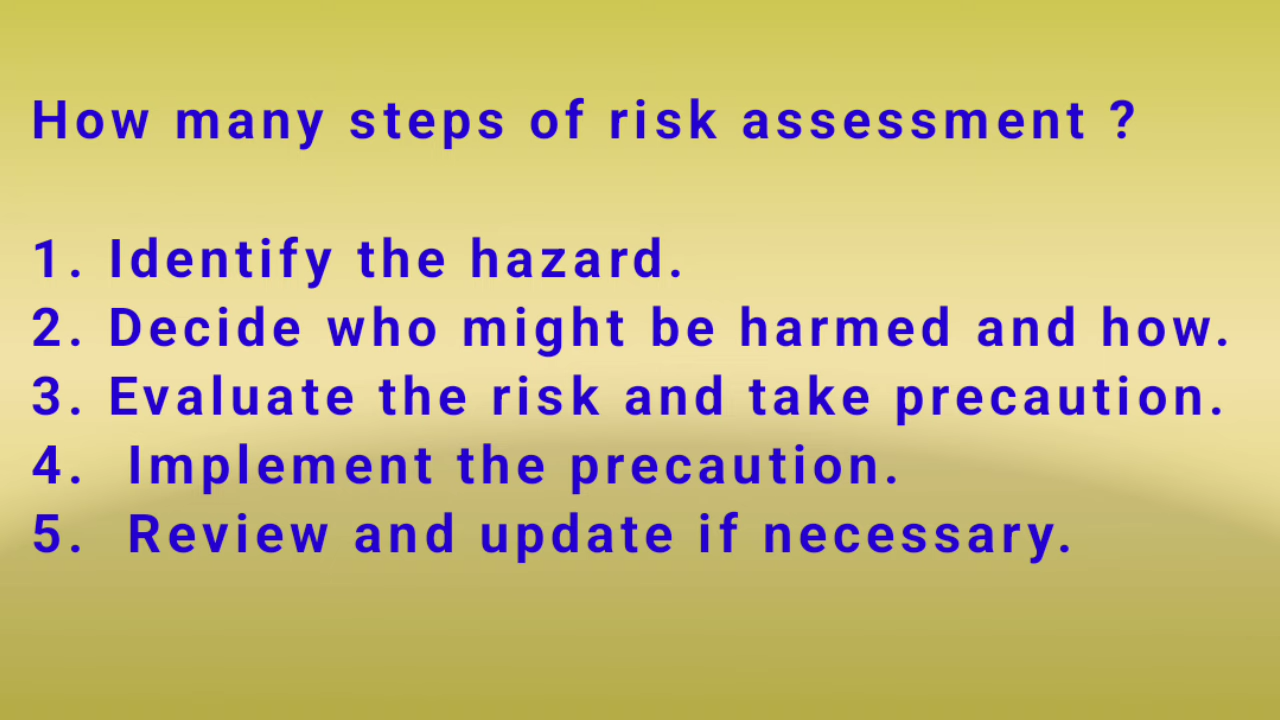 How many steps of risk assessment ?
1. Identify the hazard.
2. Decide who might be harmed and how.
3. Evaluate the risk and take precaution.
4. Implement the precaution.
5. Review and update if necessary.